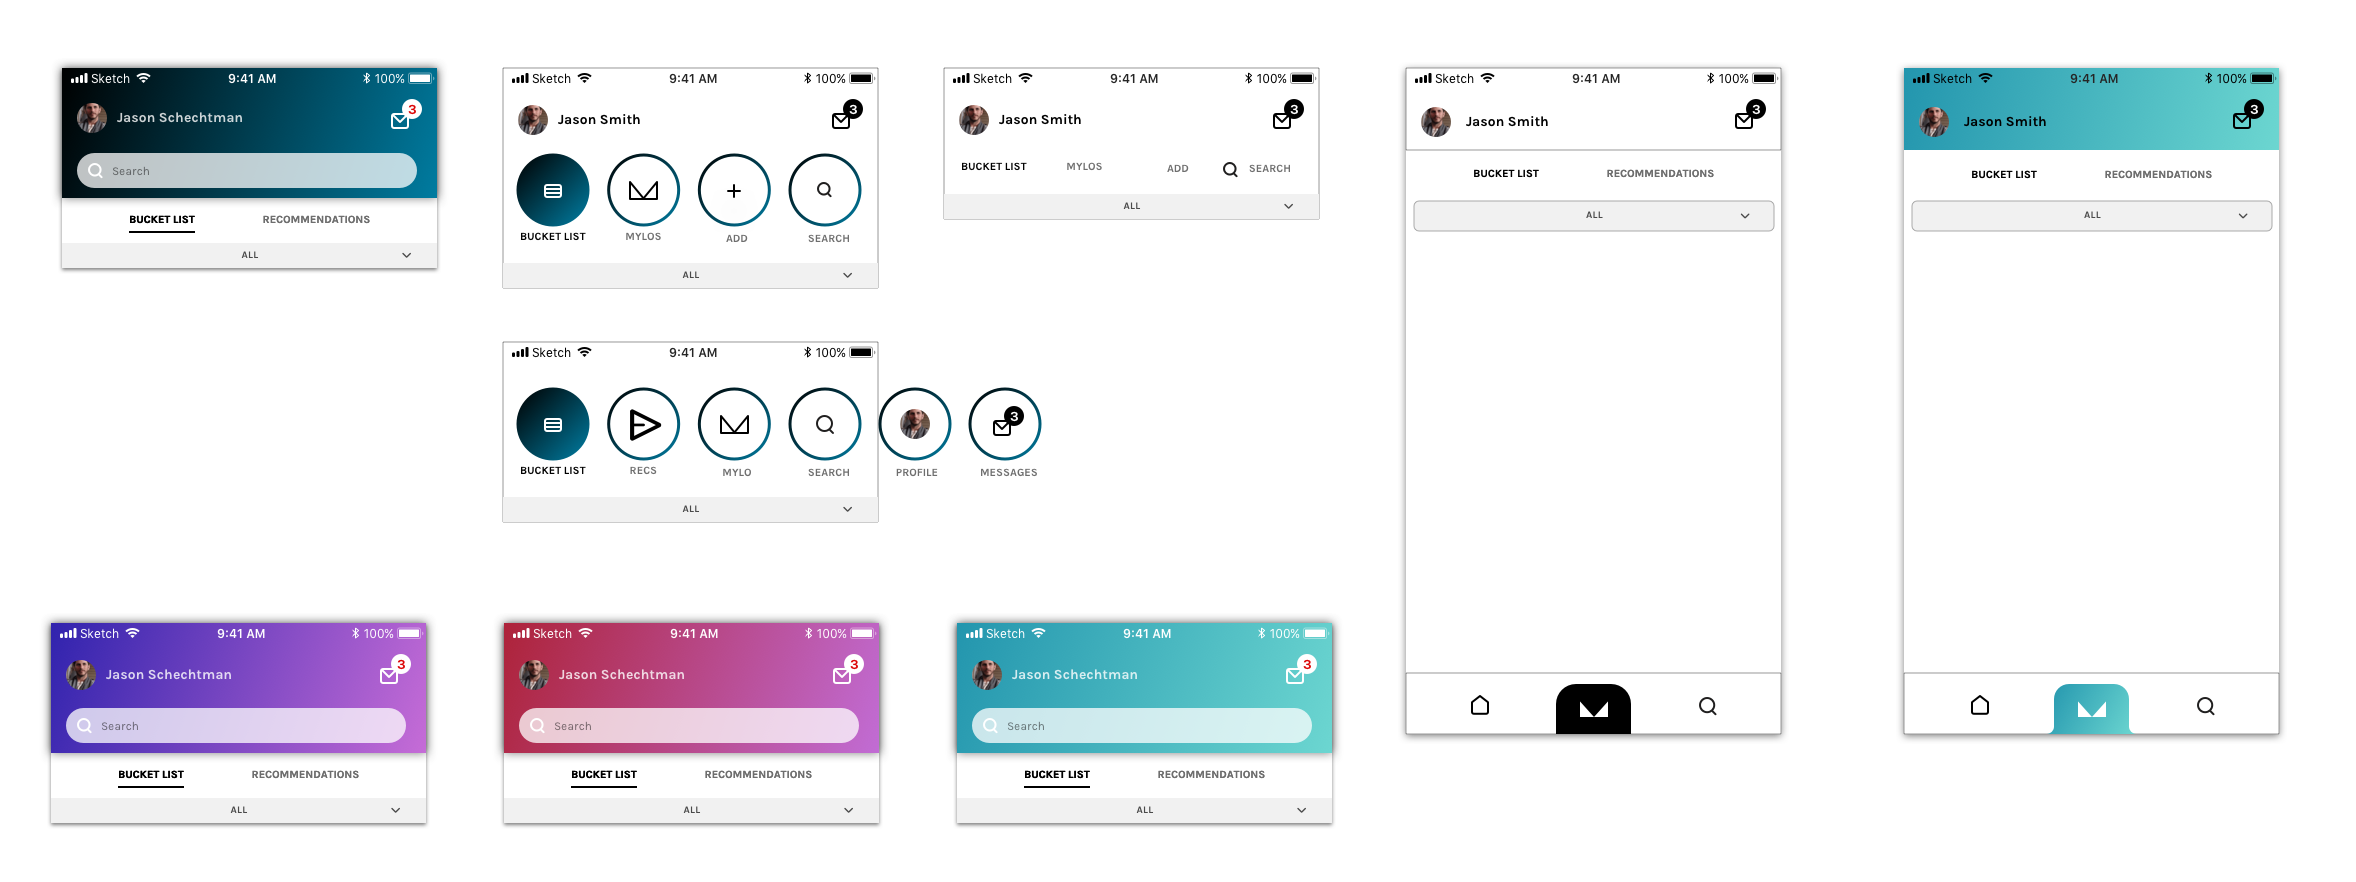 Sketch 9:41 AM 100%
Jason Schechtman 3
Search
BUCKET LIST RECOMMENDATIONS
ALL
Sketch 9:41 AM 100%
Jason Smith 3
BUCKET LIST MYLOS ADD SEARCH
ALL
Sketch 9:41 AM 100%
Jason Smith 3
BUCKET LIST MYLOS ADD SEARCH
ALL
Sketch 9:41 AM 100%
Jason Smith 3
BUCKET LIST RECOMMENDATIONS
ALL
Sketch 9:41 AM 100%
Jason Smith 3
BUCKET LIST RECOMMENDATIONS
ALL
Sketch 9:41 AM 100%
3
BUCKET LIST RECS MYLO SEARCH PROFILE MESSAGES
ALL
Sketch 9:41 AM 100%
Jason Schechtman 3
Search
BUCKET LIST RECOMMENDATIONS
ALL
Sketch 9:41 AM 100%
Jason Schechtman 3
Search
BUCKET LIST RECOMMENDATIONS
ALL
Sketch 9:41 AM 100%
Jason Schechtman 3
Search
BUCKET LIST RECOMMENDATIONS
ALL